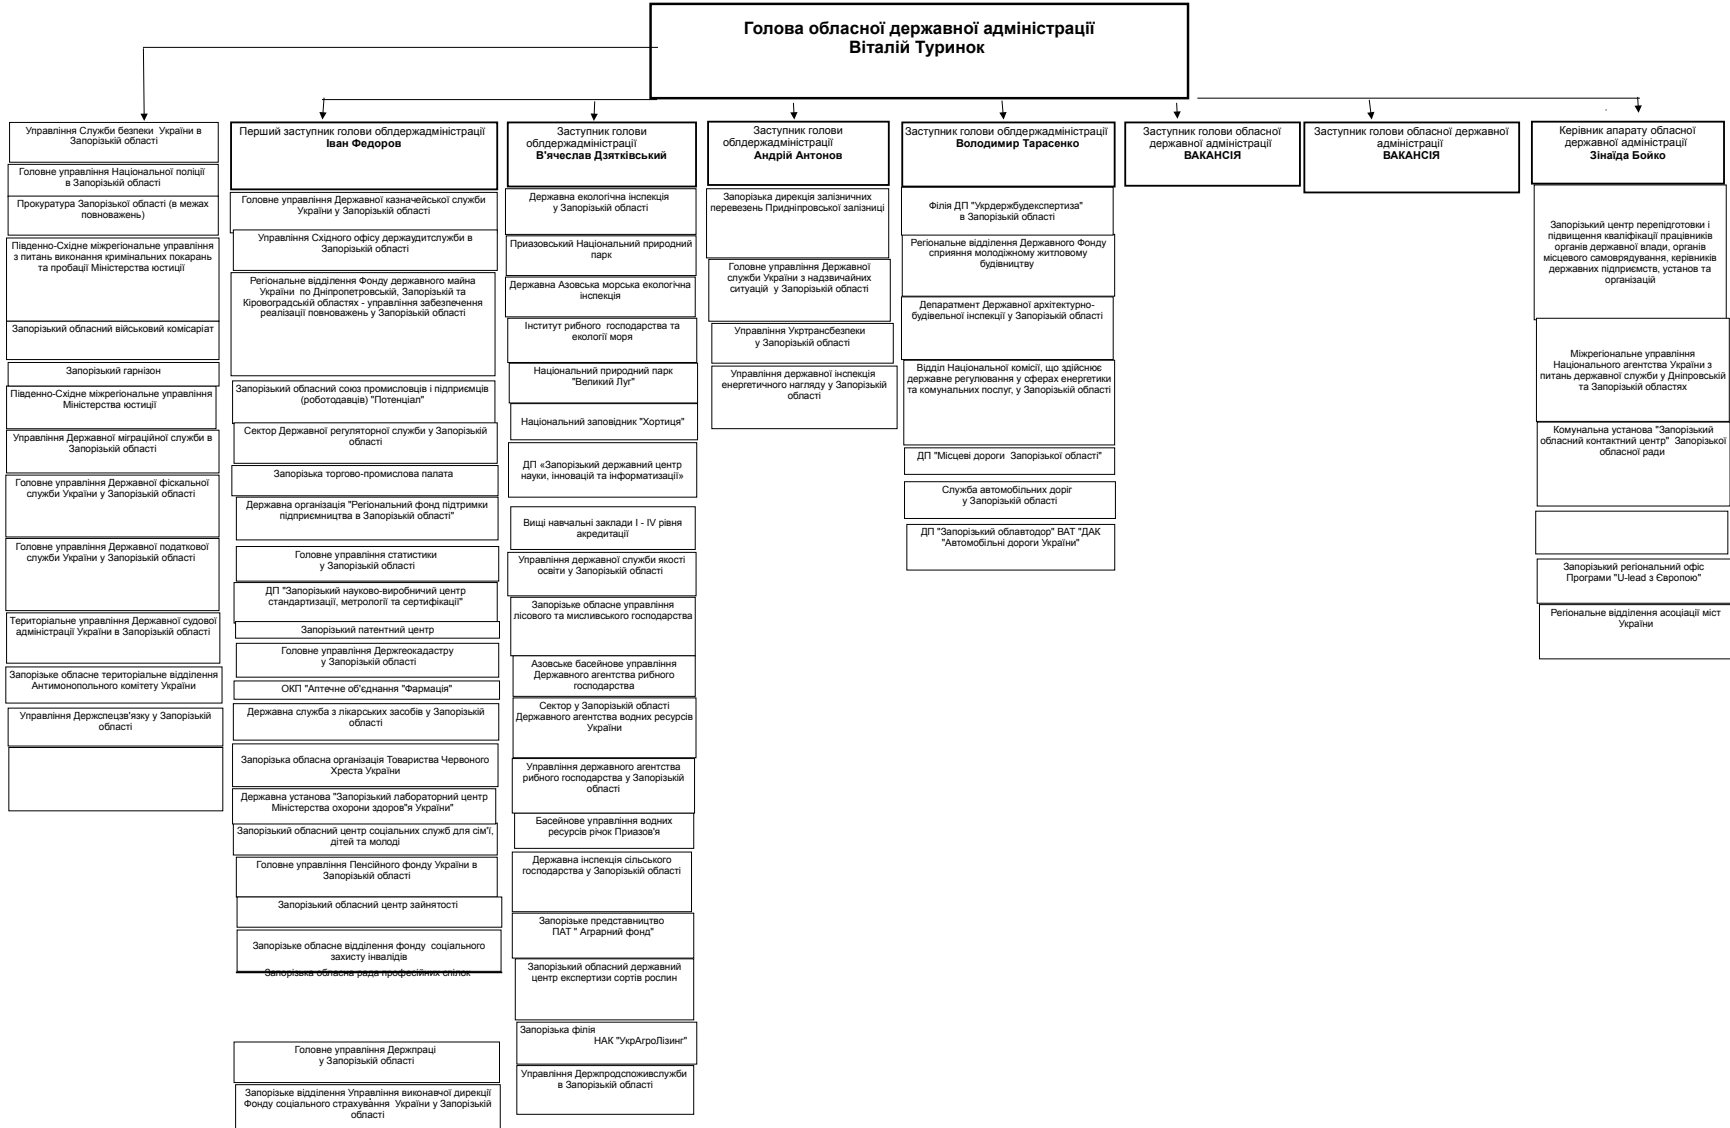 Голова обласної державної адміністрації
Віталій Туринок
Управління Служби безпеки України в
Запорізькій області
Головне управління Національної поліції
в Запорізькій області
Прокуратура Запорізької області (в межах
повноважень)
Південно-Східне міжрегіональне управління
з питань виконання кримінальних покарань
та пробації Міністерства юстиції
Запорізький обласний військовий комісаріат
Запорізький гарнізон
Південно-Східне міжрегіональне управління
Міністерства юстиції
Управління Державної міграційної служби в
Запорізькій області
Головне управління Державної фіскальної
служби України у Запорізькій області
Головне управління Державної податкової
служби України у Запорізькій області
Територіальне управління Державної судової
адміністрації України в Запорізькій області
Запорізьке обласне територіальне відділення
Антимонопольного комітету України
Управління Держспецзв'язку у Запорізькій
області
Перший заступник голови облдержадміністрації
Іван Федоров
Головне управління Державної казначейської служби
України у Запорізькій області
Управління Східного офісу держаудитслужби в
Запорізькій області
Регіональне відділення Фонду державного майна
України по Дніпропетровській, Запорізькій та
Кіровоградській областях - управління забезпечення
реалізації повноважень у Запорізькій області
Запорізький обласний союз промисловців і підприємців
(роботодавців) "Потенціал"
Сектор Державної регуляторної служби у Запорізькій
області
Запорізька торгово-промислова палата
Державна організація "Регіональний фонд підтримки
підприємництва в Запорізькій області"
Головне управління статистики
у Запорізькій області
ДП "Запорізький науково-виробничий центр
стандартизації, метрології та сертифікації"
Запорізький патентний центр
Головне управління Держгеокадастру
у Запорізькій області
ОКП "Аптечне об'єднання "Фармація"
Державна служба з лікарських засобів у Запорізькій
області
Запорізька обласна організація Товариства Червоного
Хреста України
Державна установа "Запорізький лабораторний центр
Міністерства охорони здоров"я України"
Запорізький обласний центр соціальних служб для сім'ї,
дітей та молоді
Головне управління Пенсійного фонду України в
Запорізькій області
Запорізький обласний центр зайнятості
Запорізьке обласне відділення фонду соціального
захисту інвалідів
Запорізька обласна рада професійних спілок
Головне управління Держпраці
у Запорізькій області
Запорізьке відділення Управління виконавчої дирекції
Фонду соціального страхування України у Запорізькій
області
Заступник голови
облдержадміністрації
В'ячеслав Дзятківський
Державна екологічна інспекція
у Запорізькій області
Приазовський Національний природний
парк
Державна Азовська морська екологічна
інспекція
Інститут рибного господарства та
екології моря
Національний природний парк
"Великий Луг"
Національний заповідник "Хортиця"
ДП «Запорізький державний центр
науки, інновацій та інформатизації»
Вищі навчальні заклади І - ІV рівня
акредитації
Управління державної служби якості
освіти у Запорізькій області
Запорізьке обласне управління
лісового та мисливського господарства
Азовське басейнове управління
Державного агентства рибного
господарства
Сектор у Запорізькій області
Державного агентства водних ресурсів
України
Управління державного агентства
рибного господарства у Запорізькій
області
Басейнове управління водних
ресурсів річок Приазов'я
Державна інспекція сільського
господарства у Запорізькій області
Запорізьке представництво
ПАТ " Аграрний фонд"
Запорізький обласний державний
центр експертизи сортів рослин
Запорізька філія
НАК "УкрАгроЛізинг"
Управління Держпродспоживслужби
в Запорізькій області
Заступник голови
облдержадміністрації
Андрій Антонов
Запорізька дирекція залізничних
перевезень Придніпровської залізниці
Головне управління Державної
служби України з надзвичайних
ситуацій у Запорізькій області
Управління Укртрансбезпеки
у Запорізькій області
Управління державної інспекція
енергетичного нагляду у Запорізькій
області
Заступник голови облдержадміністрації
Володимир Тарасенко
Філія ДП "Укрдержбудекспертиза"
в Запорізькій області
Регіональне відділення Державного Фонду
сприяння молодіжному житловому
будівництву
Департамент Державної архітектурно-
будівельної інспекції у Запорізькій області
Відділ Національної комісії, що здійснює
державне регулювання у сферах енергетики
та комунальних послуг, у Запорізькій області
ДП "Місцеві дороги Запорізької області"
Служба автомобільних доріг
у Запорізькій області
ДП "Запорізький облавтодор" ВАТ "ДАК
"Автомобільні дороги України"
Заступник голови обласної
державної адміністрації
ВАКАНСІЯ
Заступник голови обласної державної
адміністрації
ВАКАНСІЯ
Керівник апарату обласної
державної адміністрації
Зінаїда Бойко
Запорізький центр перепідготовки і
підвищення кваліфікації працівників
органів державної влади, органів
місцевого самоврядування, керівників
державних підприємств, установ та
організацій
Міжрегіональне управління
Національного агентства України з
питань державної служби у Дніпровській
та Запорізькій областях
Комунальна установа "Запорізький
обласний контактний центр" Запорізької
обласної ради
Запорізький регіональний офіс
Програми "U-lead з Європою"
Регіональне відділення асоціації міст
України